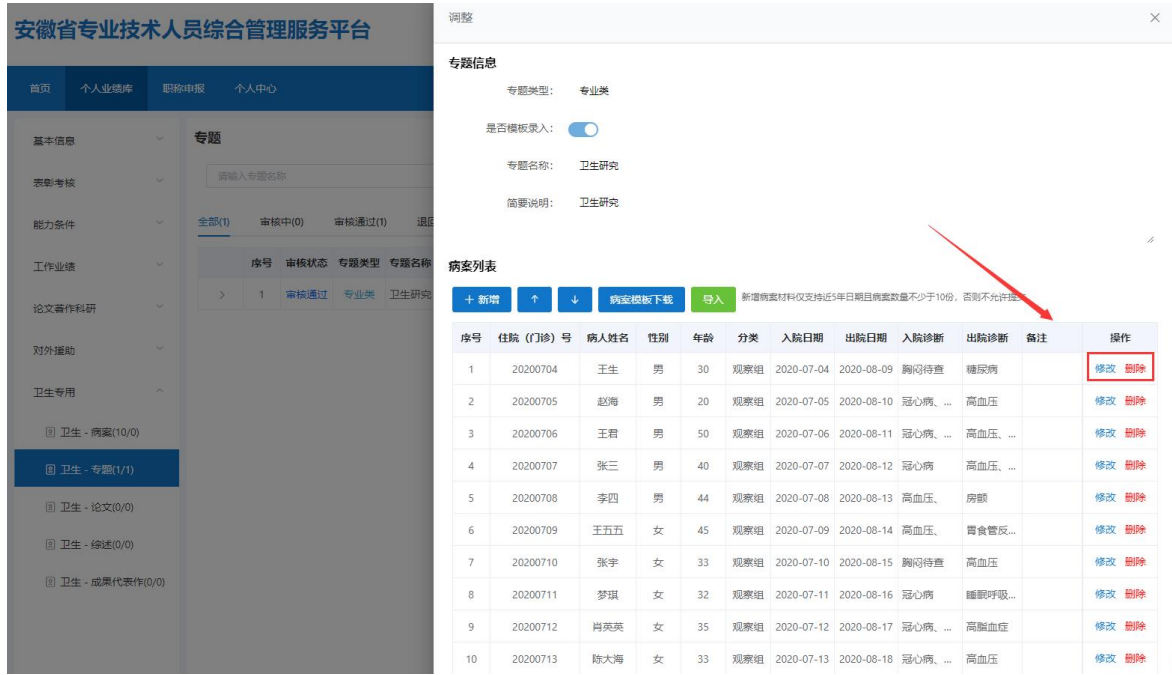 安徽省专业技术人员综合管理服务平台
首页 个人业绩库 职称申报 个人中心
基本信息
表彰考核
能力条件
工作业绩
论文著作科研
对外援助
卫生专用
卫生 - 病案(10/0)
卫生 - 专题(1/1)
卫生 - 论文(0/0)
卫生 - 综述(0/0)
卫生 - 成果代表作(0/0)
专题
请输入专题名称
全部(1) 审核中(0) 审核通过(1) 退回
序号 审核状态 专题类型 专题名称
1 审核通过 专业类 卫生研究
调整
专题信息
专题类型： 专业类
是否模板录入：
专题名称： 卫生研究
简要说明： 卫生研究
病案列表
+ 新增 ↑ ↓ 病案模板下载 导入 新增病案材料仅支持近5年日期且病案数量不少于10份，否则不允许提交
序号 住院（门诊）号 病人姓名 性别 年龄 分类 入院日期 出院日期 入院诊断 出院诊断 备注 操作
1 20200704 王生 男 30 观察组 2020-07-04 2020-08-09 胸闷待查 糖尿病 修改 删除
2 20200705 赵海 男 20 观察组 2020-07-05 2020-08-10 冠心病、... 高血压 修改 删除
3 20200706 王君 男 50 观察组 2020-07-06 2020-08-11 冠心病、... 高血压、... 修改 删除
4 20200707 张三 男 40 观察组 2020-07-07 2020-08-12 冠心病 高血压、... 修改 删除
5 20200708 李四 男 44 观察组 2020-07-08 2020-08-13 高血压、 房颤 修改 删除
6 20200709 王五五 女 45 观察组 2020-07-09 2020-08-14 高血压、 胃食管反... 修改 删除
7 20200710 张宇 女 33 观察组 2020-07-10 2020-08-15 胸闷待查 高血压 修改 删除
8 20200711 梦琪 女 32 观察组 2020-07-11 2020-08-16 冠心病 睡眠呼吸... 修改 删除
9 20200712 肖英英 女 35 观察组 2020-07-12 2020-08-17 冠心病、... 高脂血症 修改 删除
10 20200713 陈大海 女 33 观察组 2020-07-13 2020-08-18 冠心病、... 高血压 修改 删除